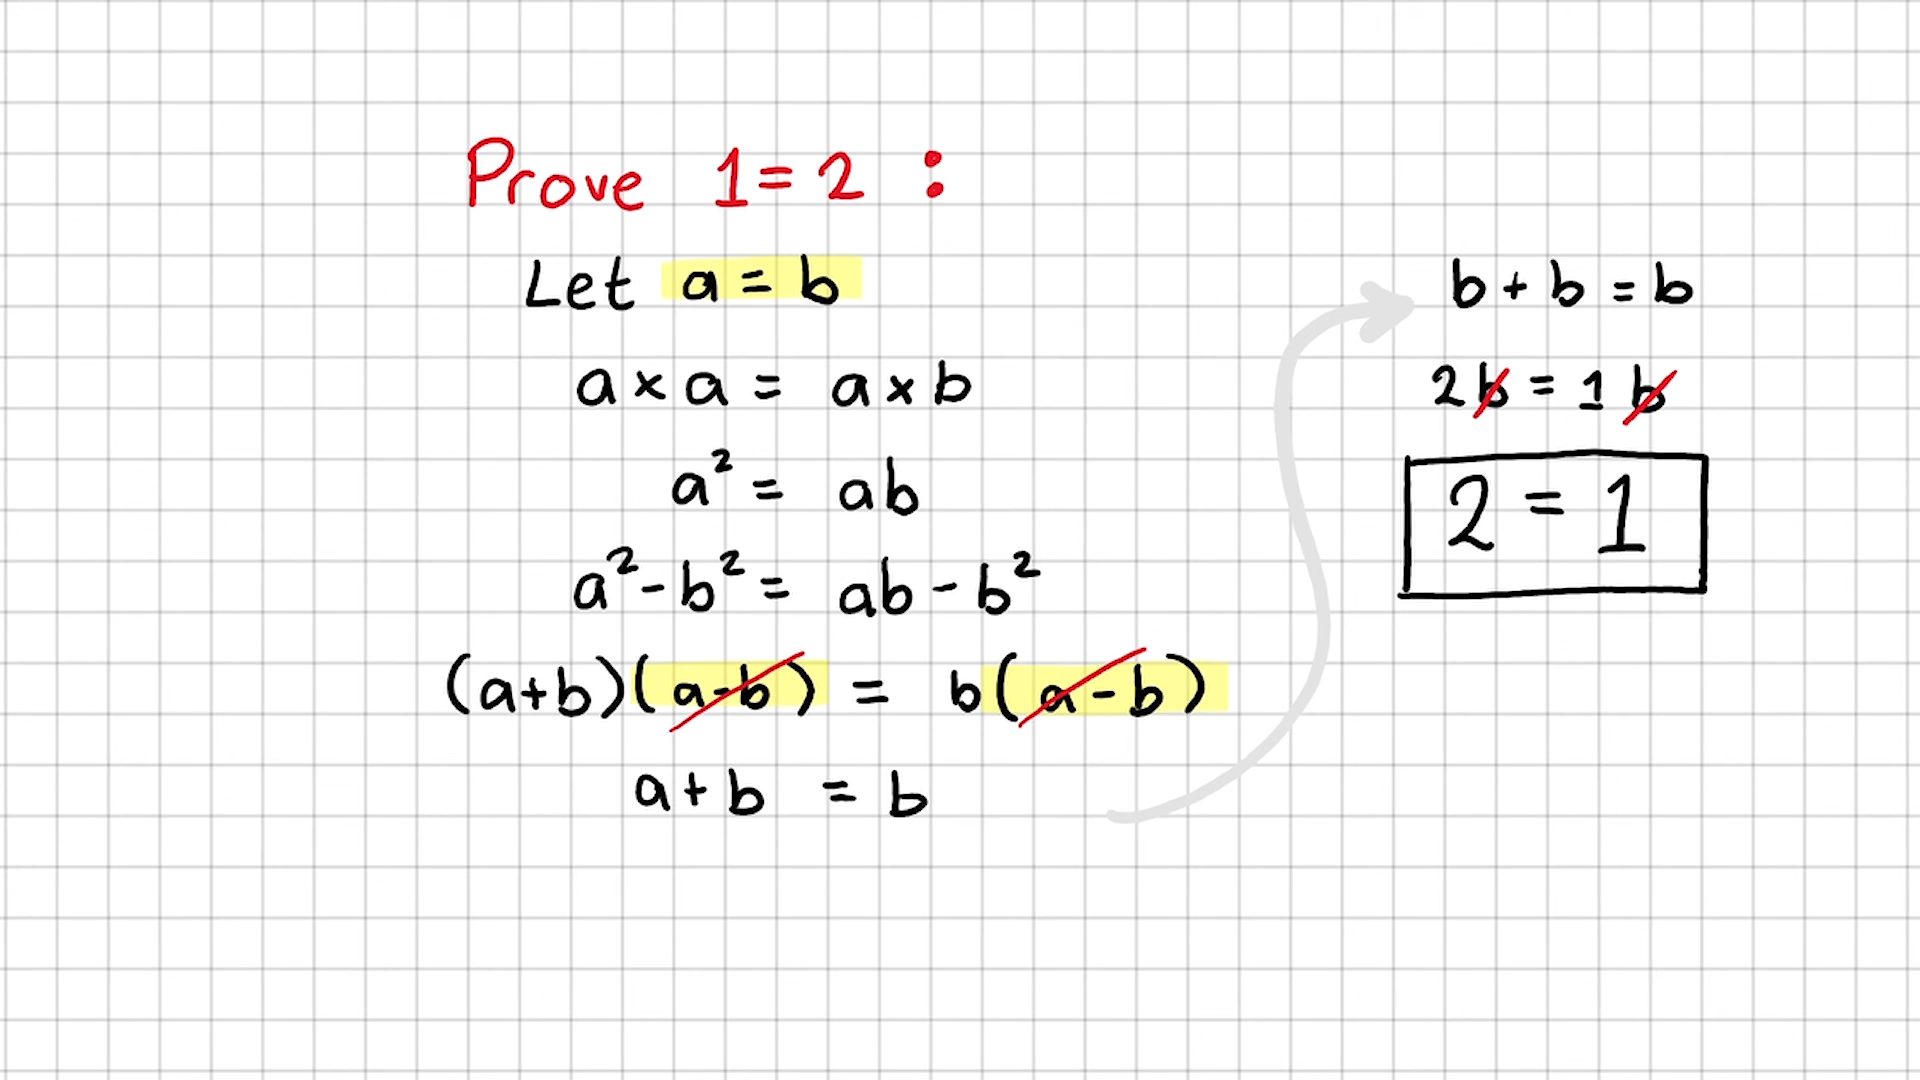 Prove 1 = 2 :
Let a = b
a × a = a × b
a² = ab
a² - b² = ab - b²
(a+b)(a-b) = b(a-b)
a + b = b
b + b = b
2b = 1b
2 = 1